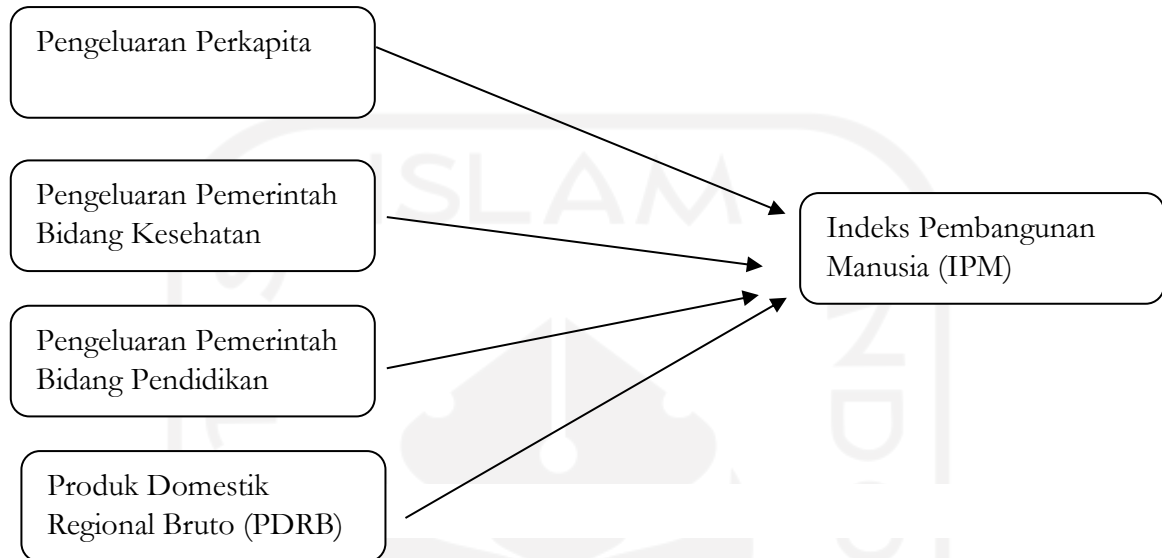 Pengeluaran Perkapita
Pengeluaran Pemerintah
Bidang Kesehatan
Pengeluaran Pemerintah
Bidang Pendidikan
Produk Domestik
Regional Bruto (PDRB)
Indeks Pembangunan
Manusia (IPM)
ISLAM